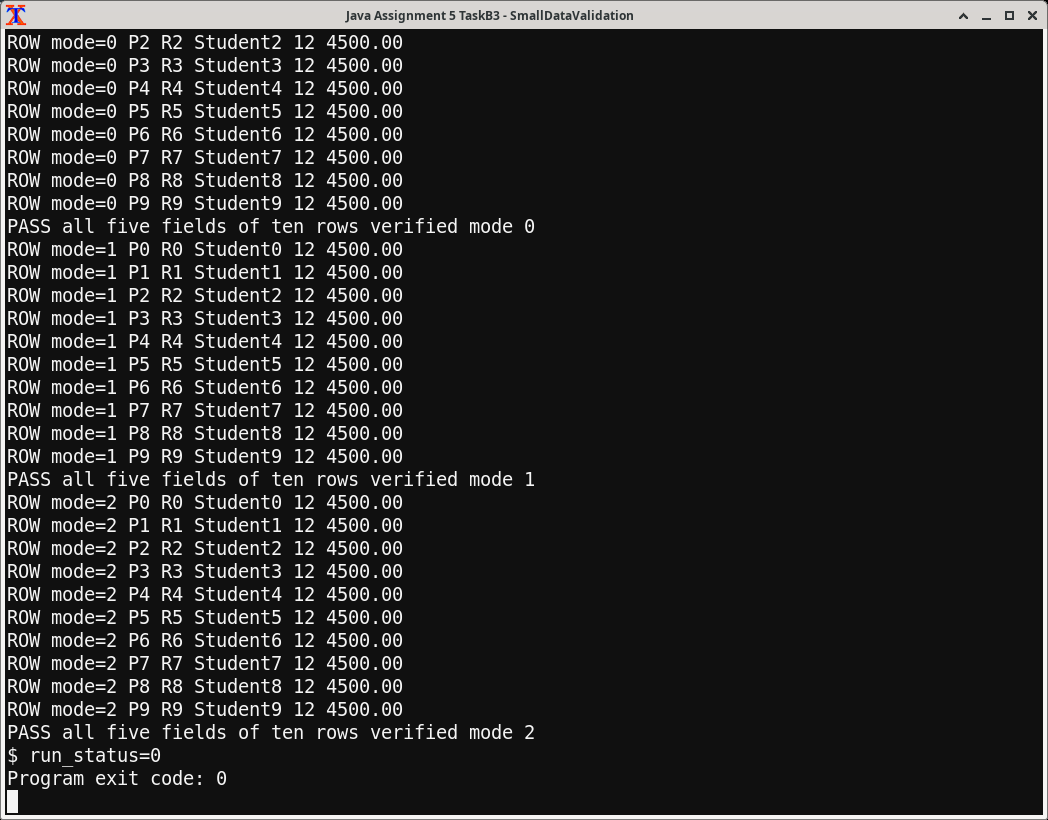 Java Assignment 5 TaskB3 - SmallDataValidation
ROW mode=0 P2 R2 Student2 12 4500.00
ROW mode=0 P3 R3 Student3 12 4500.00
ROW mode=0 P4 R4 Student4 12 4500.00
ROW mode=0 P5 R5 Student5 12 4500.00
ROW mode=0 P6 R6 Student6 12 4500.00
ROW mode=0 P7 R7 Student7 12 4500.00
ROW mode=0 P8 R8 Student8 12 4500.00
ROW mode=0 P9 R9 Student9 12 4500.00
PASS all five fields of ten rows verified mode 0
ROW mode=1 P0 R0 Student0 12 4500.00
ROW mode=1 P1 R1 Student1 12 4500.00
ROW mode=1 P2 R2 Student2 12 4500.00
ROW mode=1 P3 R3 Student3 12 4500.00
ROW mode=1 P4 R4 Student4 12 4500.00
ROW mode=1 P5 R5 Student5 12 4500.00
ROW mode=1 P6 R6 Student6 12 4500.00
ROW mode=1 P7 R7 Student7 12 4500.00
ROW mode=1 P8 R8 Student8 12 4500.00
ROW mode=1 P9 R9 Student9 12 4500.00
PASS all five fields of ten rows verified mode 1
ROW mode=2 P0 R0 Student0 12 4500.00
ROW mode=2 P1 R1 Student1 12 4500.00
ROW mode=2 P2 R2 Student2 12 4500.00
ROW mode=2 P3 R3 Student3 12 4500.00
ROW mode=2 P4 R4 Student4 12 4500.00
ROW mode=2 P5 R5 Student5 12 4500.00
ROW mode=2 P6 R6 Student6 12 4500.00
ROW mode=2 P7 R7 Student7 12 4500.00
ROW mode=2 P8 R8 Student8 12 4500.00
ROW mode=2 P9 R9 Student9 12 4500.00
PASS all five fields of ten rows verified mode 2
$ run_status=0
Program exit code: 0